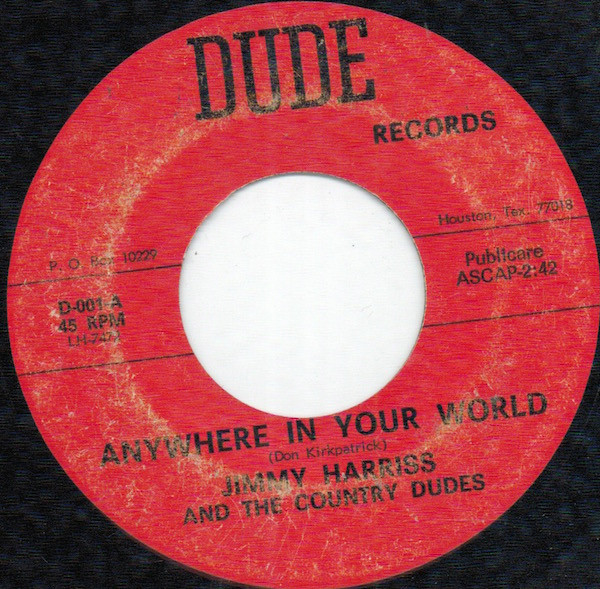 DUDE
RECORDS
P. O. Box 10229
Houston, Tex. 77018
Publicare
ASCAP-2:42
D-001-A
45 RPM
ANYWHERE IN YOUR WORLD
(Don Kirkpatrick)
JIMMY HARRISS
AND THE COUNTRY DUDES